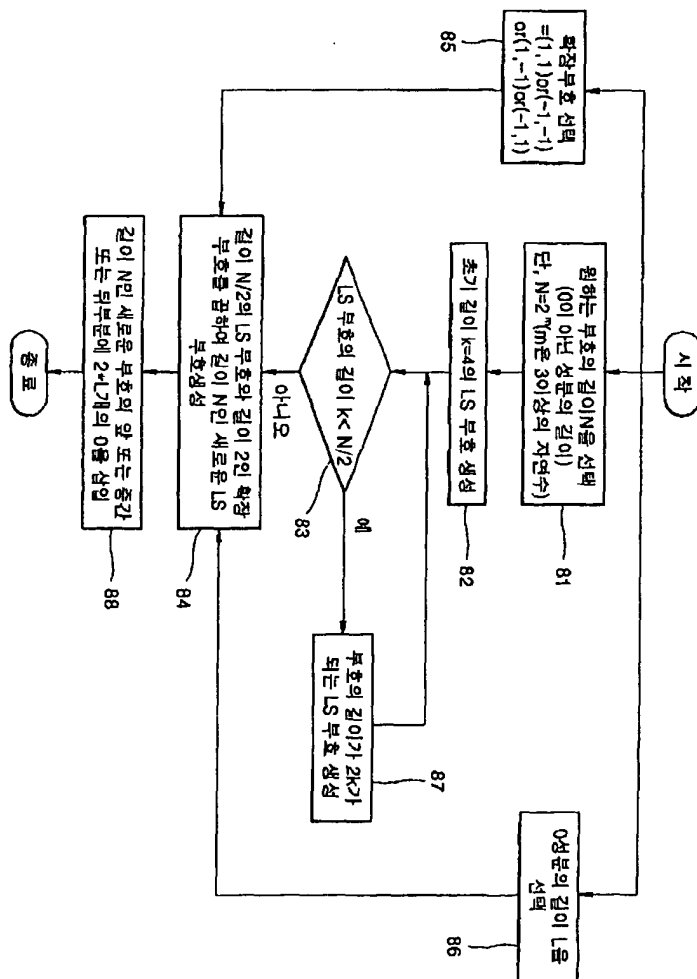 시작
원하는 부호의 길이N을 선택
(0이 아닌 성분의 길이)
단, N=2^m(m은 3이상의 자연수)
81
초기 길이 k=4의 LS 부호 생성
82
LS 부호의 길이 k< N/2
83
예
아니오
부호의 길이가 2k가
되는 LS 부호 생성
87
길이 N/2의 LS 부호와 길이 2인 확장
부호를 곱하여 길이 N인 새로운 LS
부호생성
84
확장부호 선택
=(1,1)or(-1,-1)
or(1,-1)or(-1,1)
85
0성분의 길이 L을
선택
86
길이 N인 새로운 부호의 앞 또는 중간
또는 뒤부분에 2*L개의 0을 삽입
88
종료